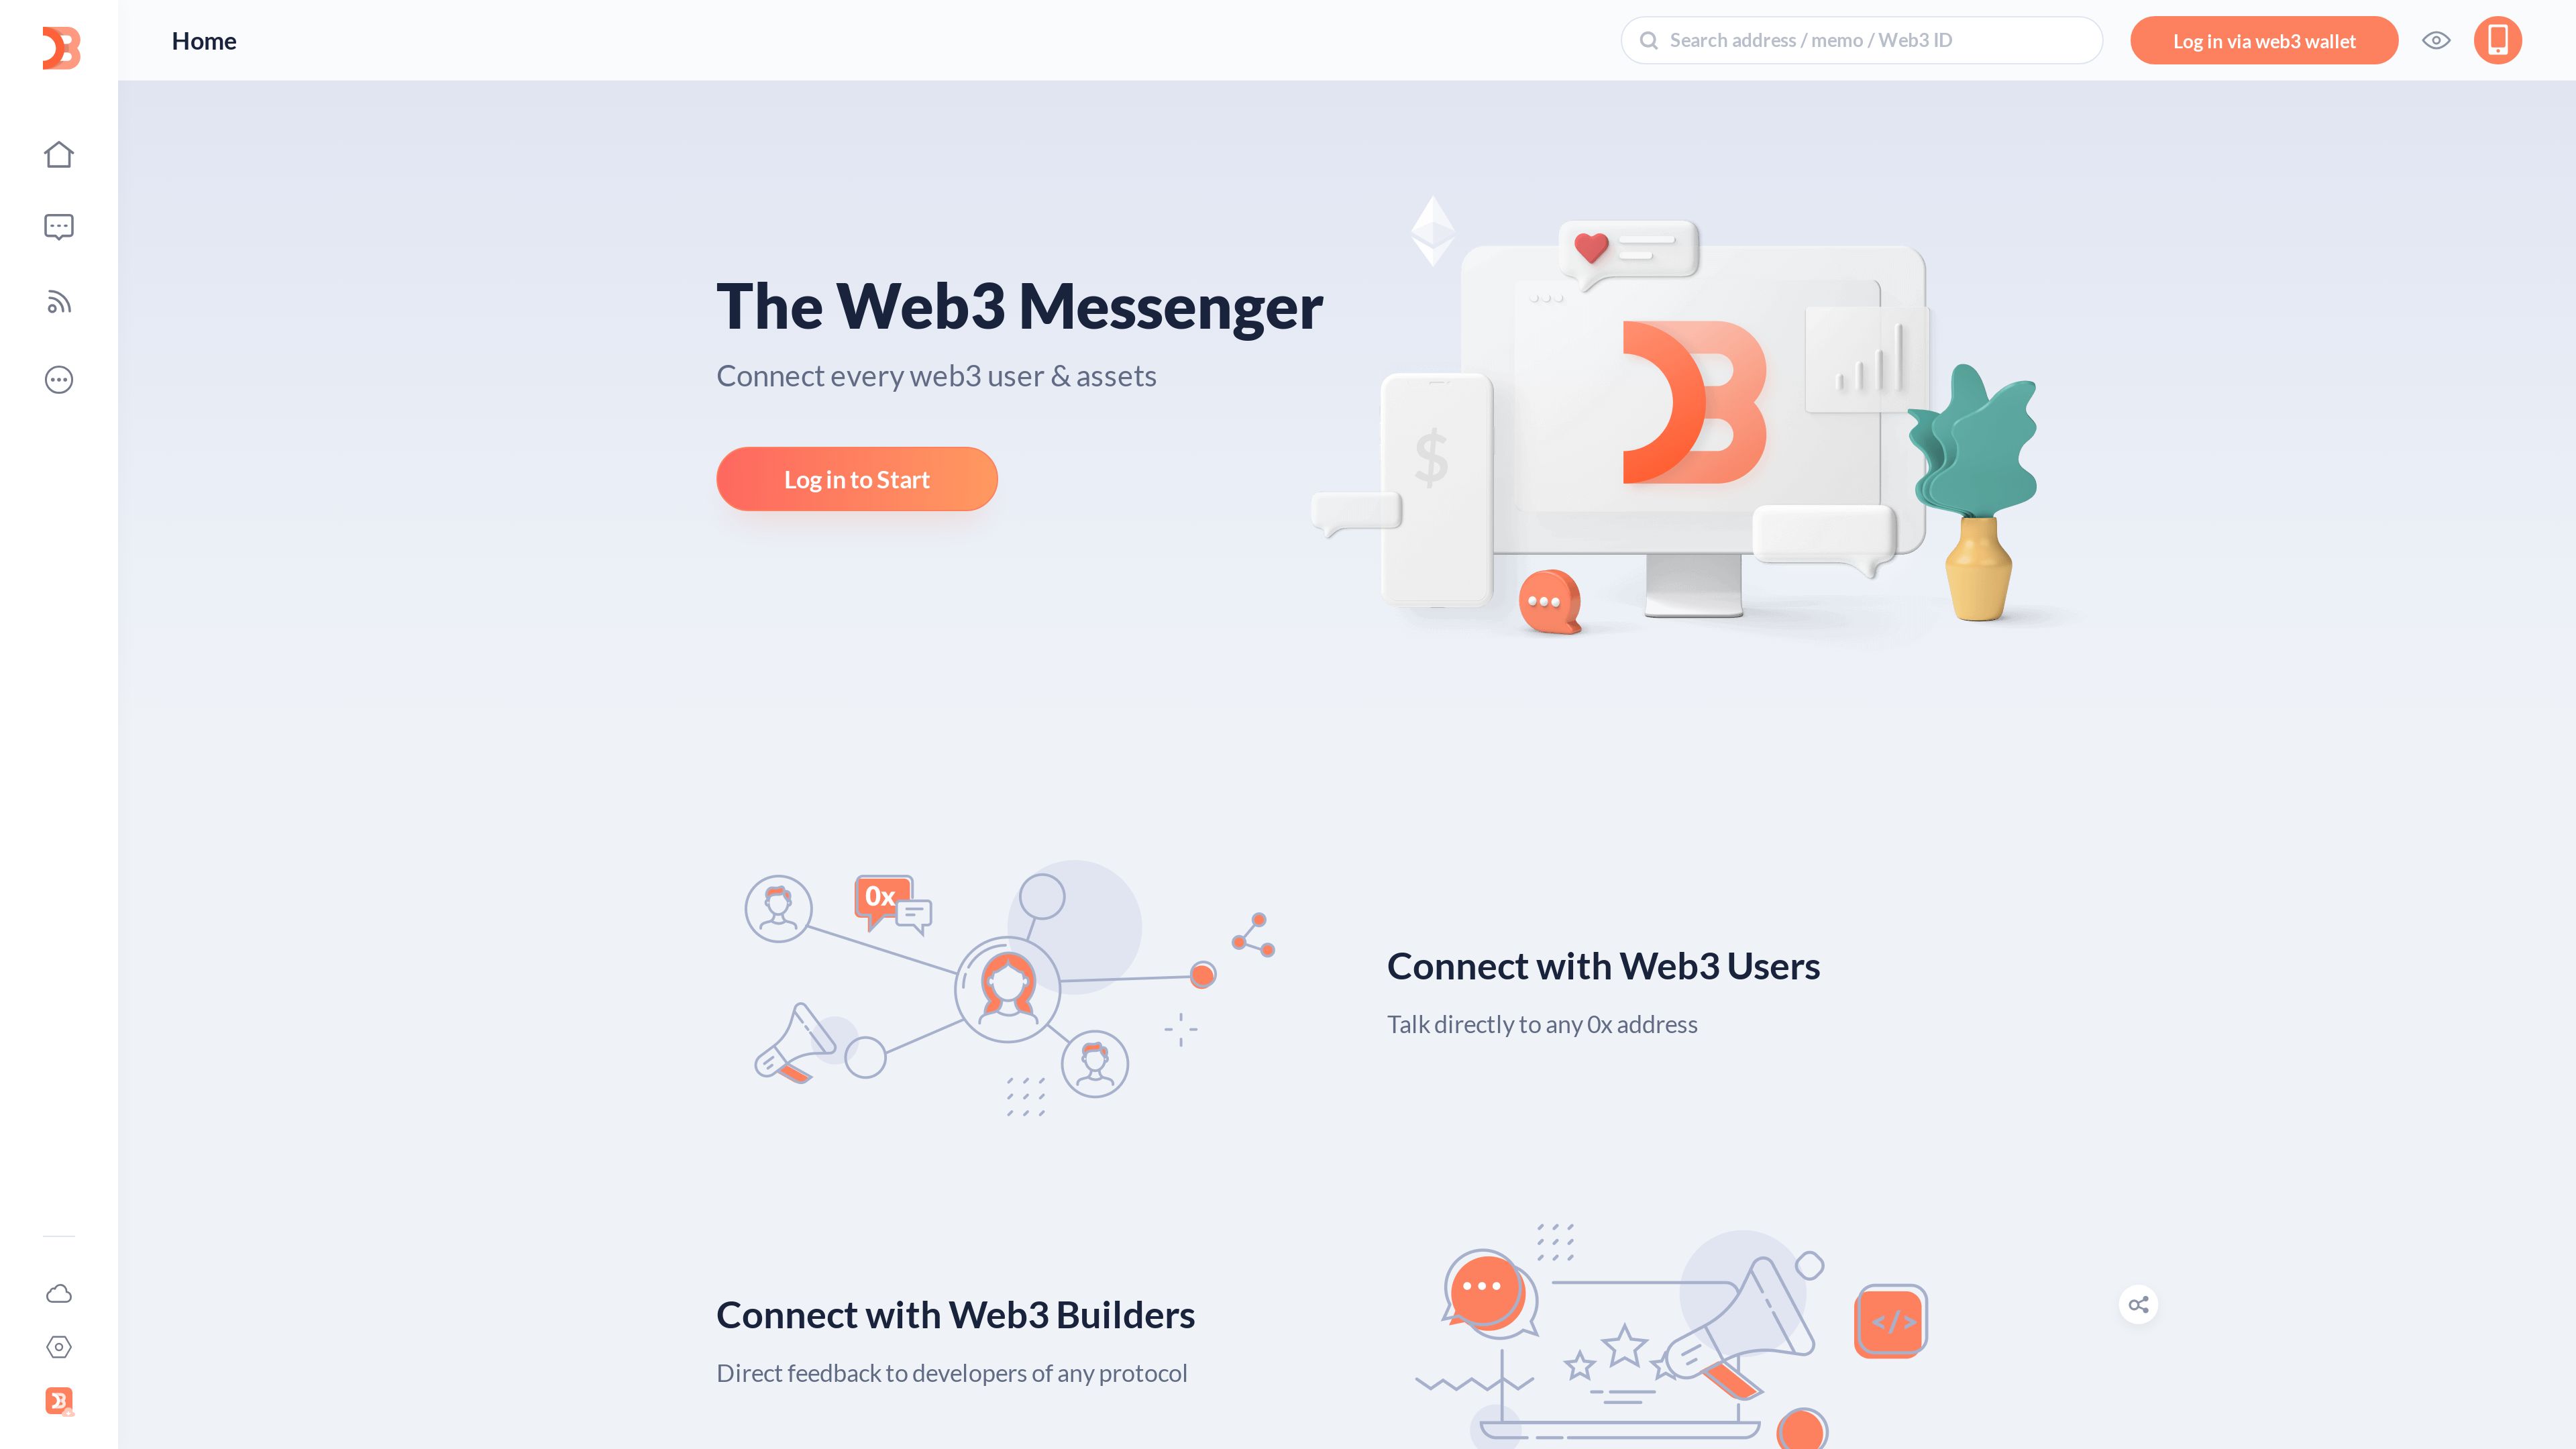 Home
Search address / memo / Web3 ID
Log in via web3 wallet
The Web3 Messenger
Connect every web3 user & assets
Log in to Start
$
0x
Connect with Web3 Users
Talk directly to any 0x address
Connect with Web3 Builders
Direct feedback to developers of any protocol
</>